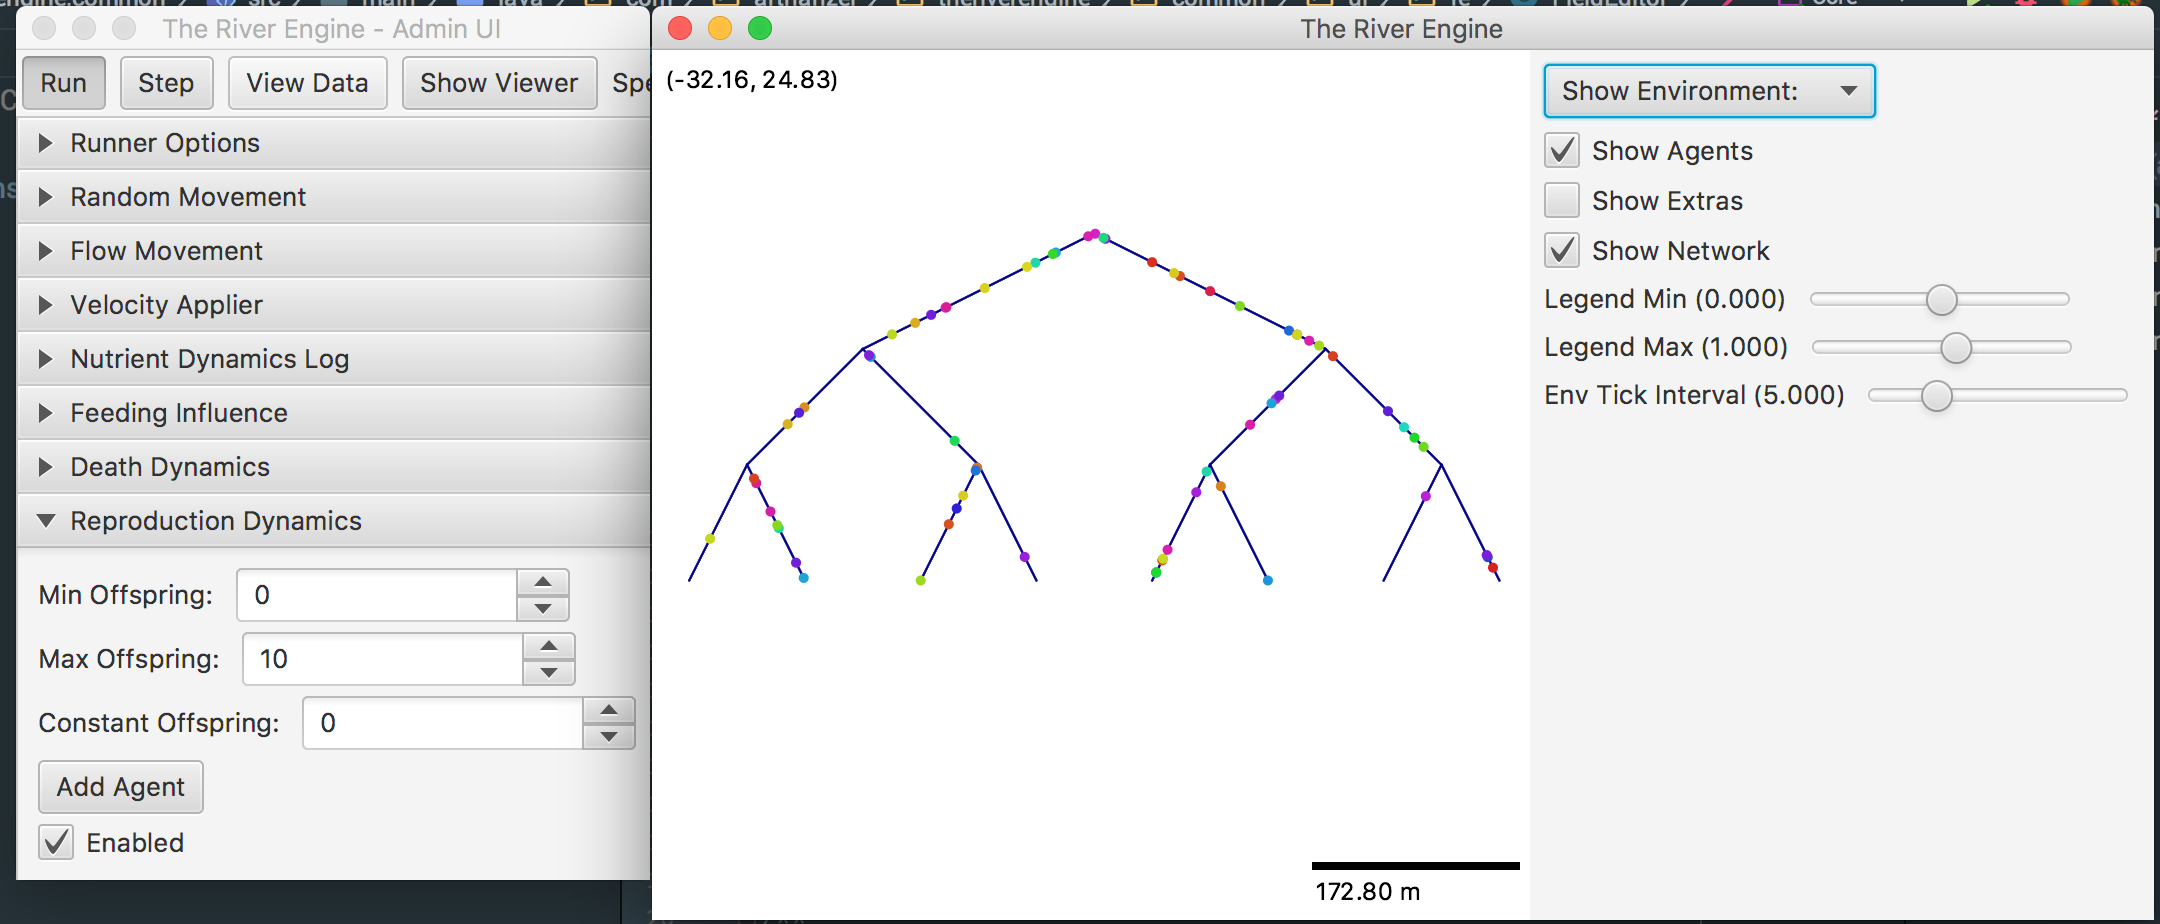 The River Engine - Admin UI
Run
Step
View Data
Show Viewer
Spe
Runner Options
Random Movement
Flow Movement
Velocity Applier
Nutrient Dynamics Log
Feeding Influence
Death Dynamics
Reproduction Dynamics
Min Offspring:
0
Max Offspring:
10
Constant Offspring:
0
Add Agent
Enabled
The River Engine
(-32.16, 24.83)
172.80 m
Show Environment:
Show Agents
Show Extras
Show Network
Legend Min (0.000)
Legend Max (1.000)
Env Tick Interval (5.000)